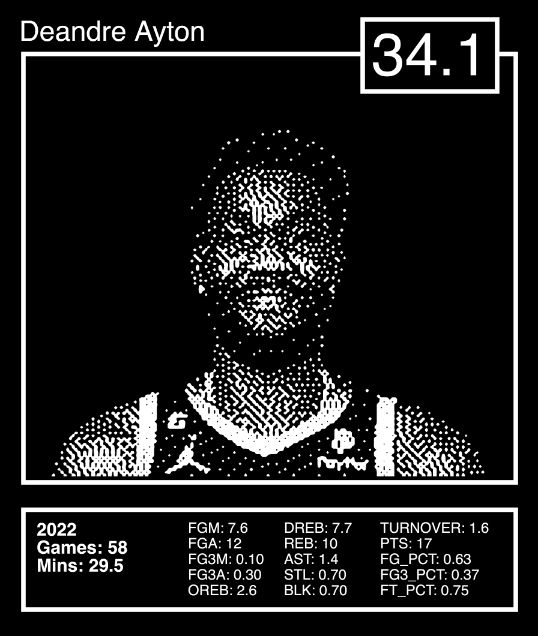 Deandre Ayton
34.1
PayPal
2022
Games: 58
Mins: 29.5
FGM: 7.6
FGA: 12
FG3M: 0.10
FG3A: 0.30
OREB: 2.6
DREB: 7.7
REB: 10
AST: 1.4
STL: 0.70
BLK: 0.70
TURNOVER: 1.6
PTS: 17
FG_PCT: 0.63
FG3_PCT: 0.37
FT_PCT: 0.75